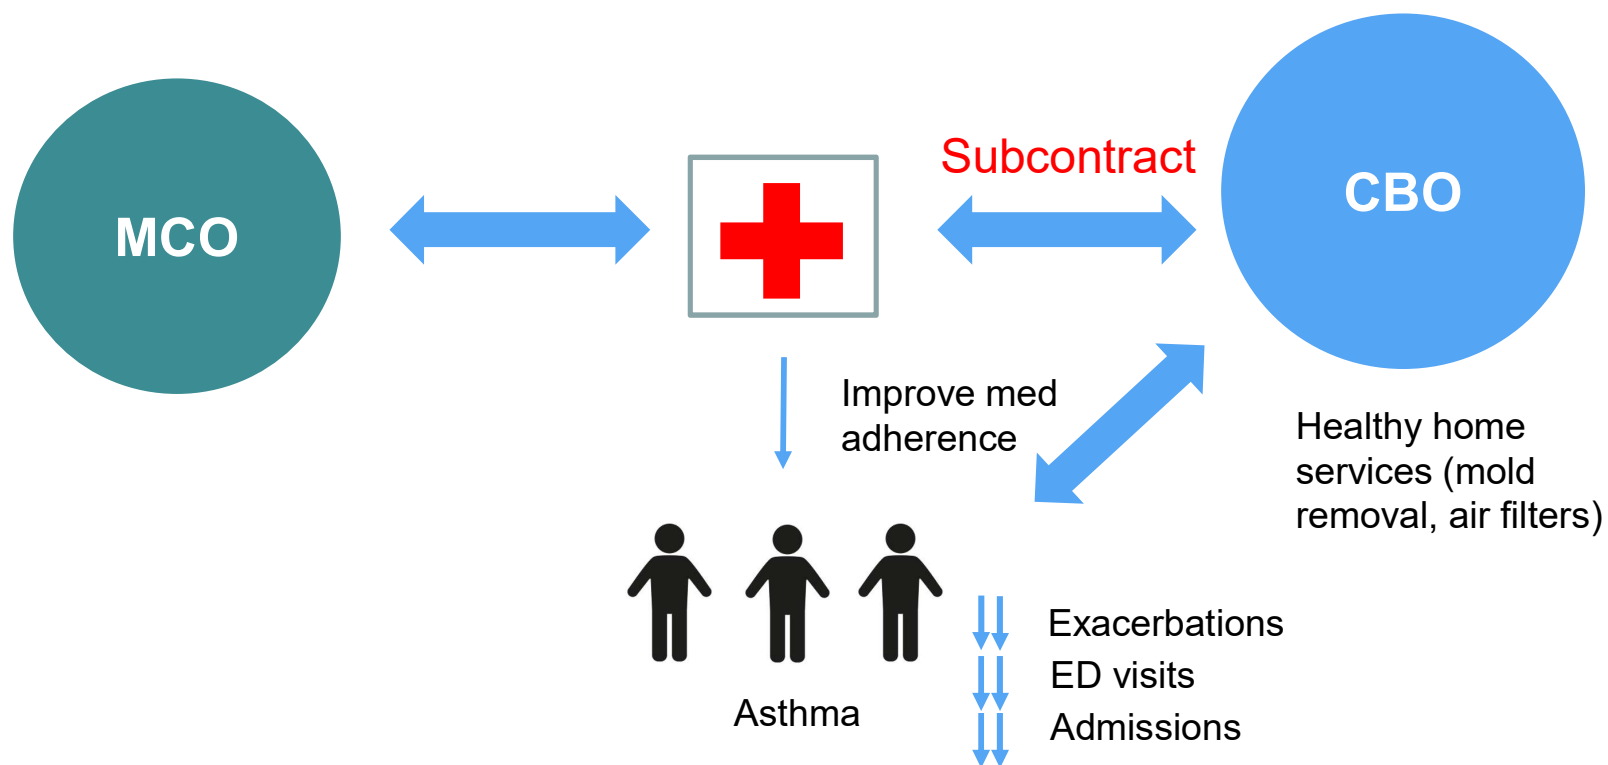 MCO
Subcontract
CBO
Improve med
adherence
Healthy home
services (mold
removal, air filters)
Asthma
Exacerbations
ED visits
Admissions